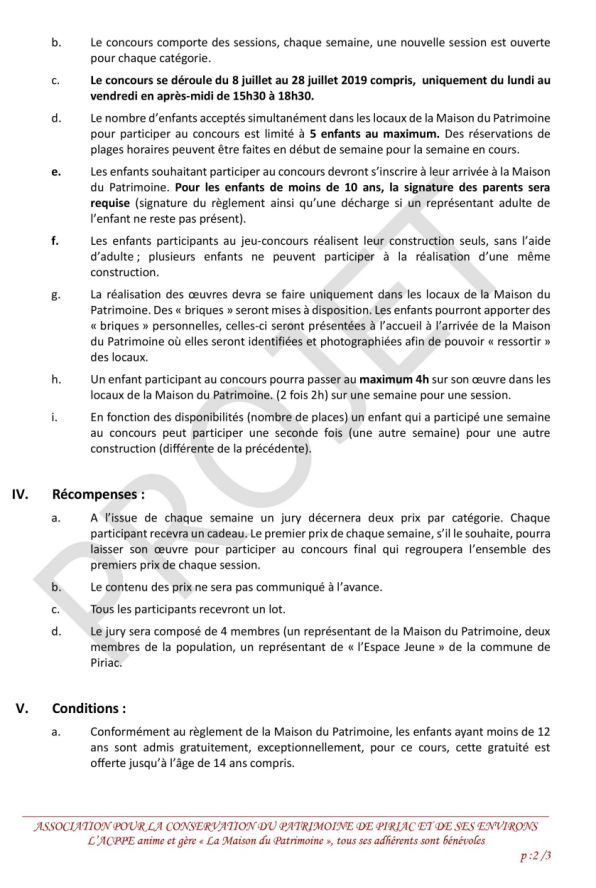 b. Le concours comporte des sessions, chaque semaine, une nouvelle session est ouverte
pour chaque catégorie.
c. Le concours se déroule du 8 juillet au 28 juillet 2019 compris, uniquement du lundi au
vendredi en après-midi de 15h30 à 18h30.
d. Le nombre d’enfants acceptés simultanément dans les locaux de la Maison du Patrimoine
pour participer au concours est limité à 5 enfants au maximum. Des réservations de
plages horaires peuvent être faites en début de semaine pour la semaine en cours.
e. Les enfants souhaitant participer au concours devront s’inscrire à leur arrivée à la Maison
du Patrimoine. Pour les enfants de moins de 10 ans, la signature des parents sera
requise (signature du règlement ainsi qu’une décharge si un représentant adulte de
l’enfant ne reste pas présent).
f. Les enfants participants au jeu-concours réalisent leur construction seuls, sans l’aide
d’adulte ; plusieurs enfants ne peuvent participer à la réalisation d’une même
construction.
g. La réalisation des œuvres devra se faire uniquement dans les locaux de la Maison du
Patrimoine. Des « briques » seront mises à disposition. Les enfants pourront apporter des
« briques » personnelles, celles-ci seront présentées à l’accueil à l’arrivée de la Maison
du Patrimoine où elles seront identifiées et photographiées afin de pouvoir « ressortir »
des locaux.
h. Un enfant participant au concours pourra passer au maximum 4h sur son œuvre dans les
locaux de la Maison du Patrimoine. (2 fois 2h) sur une semaine pour une session.
i. En fonction des disponibilités (nombre de places) un enfant qui a participé une semaine
au concours peut participer une seconde fois (une autre semaine) pour une autre
construction (différente de la précédente).
PROJET
IV. Récompenses :
a. A l’issue de chaque semaine un jury décernera deux prix par catégorie. Chaque
participant recevra un cadeau. Le premier prix de chaque semaine, s’il le souhaite, pourra
laisser son œuvre pour participer au concours final qui regroupera l’ensemble des
premiers prix de chaque session.
b. Le contenu des prix ne sera pas communiqué à l’avance.
c. Tous les participants recevront un lot.
d. Le jury sera composé de 4 membres (un représentant de la Maison du Patrimoine, deux
membres de la population, un représentant de « l’Espace Jeune » de la commune de
Piriac.
V. Conditions :
a. Conformément au règlement de la Maison du Patrimoine, les enfants ayant moins de 12
ans sont admis gratuitement, exceptionnellement, pour ce cours, cette gratuité est
offerte jusqu’à l’âge de 14 ans compris.
ASSOCIATION POUR LA CONSERVATION DU PATRIMOINE DE PIRIAC ET DE SES ENVIRONS
L’ACPPE anime et gère « La Maison du Patrimoine », tous ses adhérents sont bénévoles
p :2 /3